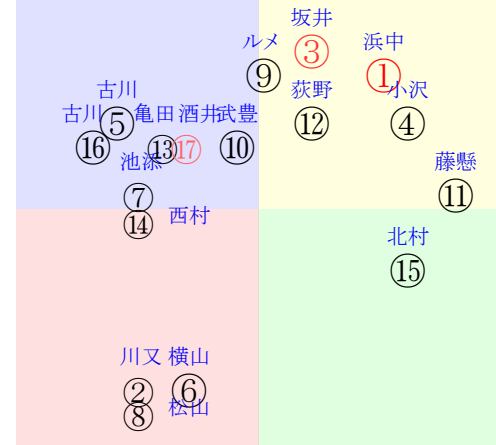 坂井
③
ルメ
⑨
浜中
①
荻野
⑫
小沢
④
古川
⑤
古川
⑯
亀田
⑬
酒井
⑰
武豊
⑩
池添
⑦
藤懸
⑪
⑭
西村
北村
⑮
川又
②
横山
⑥
⑧
松山